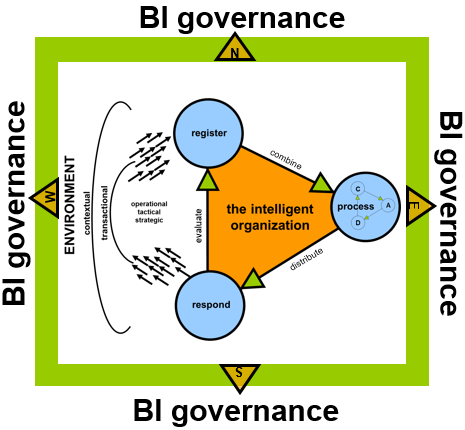 BI governance
N
register
combine
BI governance
W
ENVIRONMENT
contextual
transactional
operational
tactical
strategic
evaluate
the intelligent
organization
process
C
A
D
E
BI governance
distribute
respond
S
BI governance